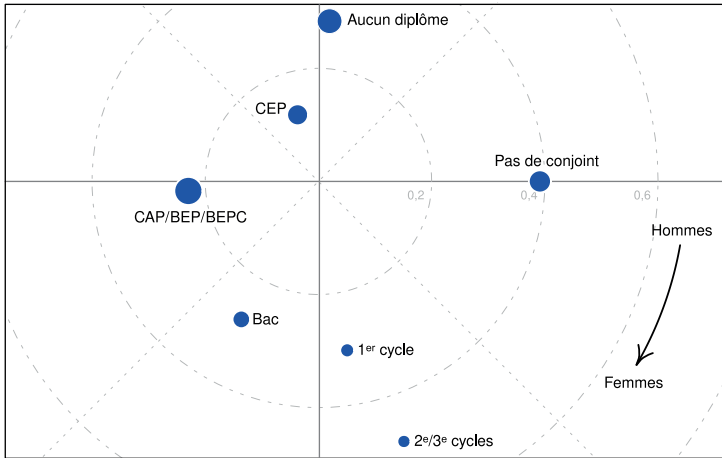 Aucun diplôme
CEP
Pas de conjoint
0,2
0,4
0,6
CAP/BEP/BEPC
Hommes
Bac
1er cycle
Femmes
2e/3e cycles